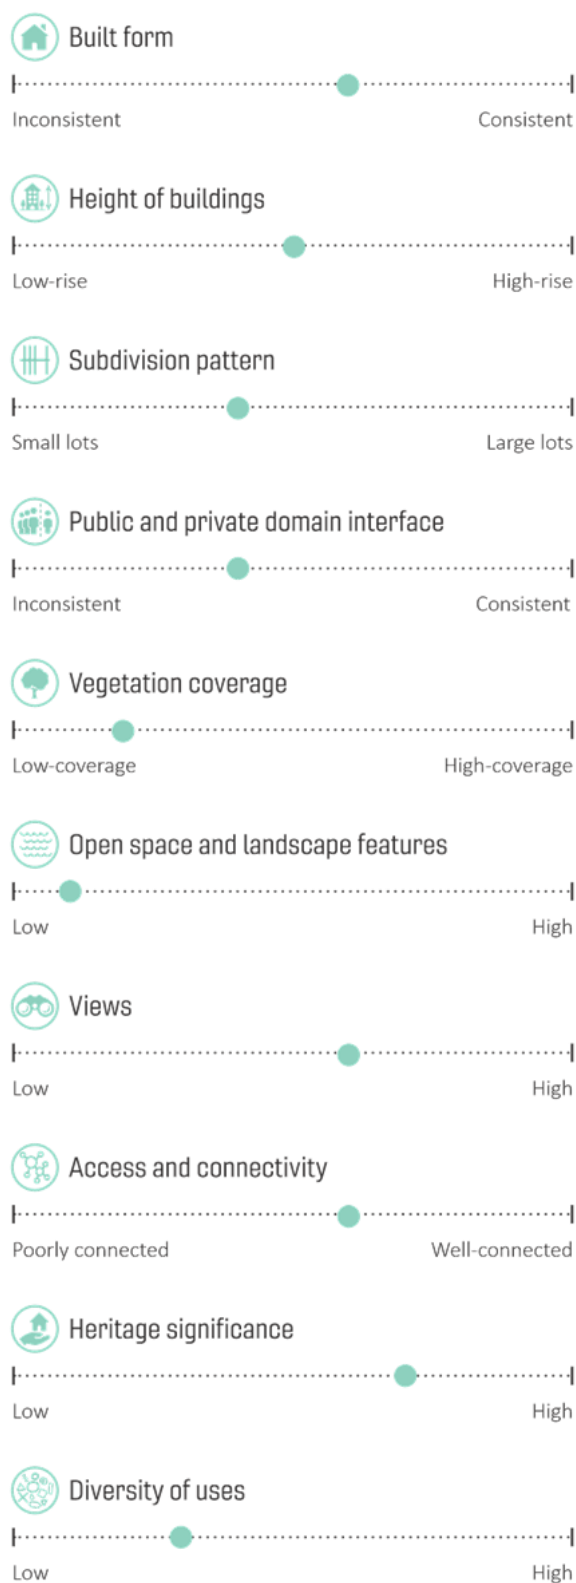 Built form
Inconsistent Consistent
Height of buildings
Low-rise High-rise
Subdivision pattern
Small lots Large lots
Public and private domain interface
Inconsistent Consistent
Vegetation coverage
Low-coverage High-coverage
Open space and landscape features
Low High
Views
Low High
Access and connectivity
Poorly connected Well-connected
Heritage significance
Low High
Diversity of uses
Low High